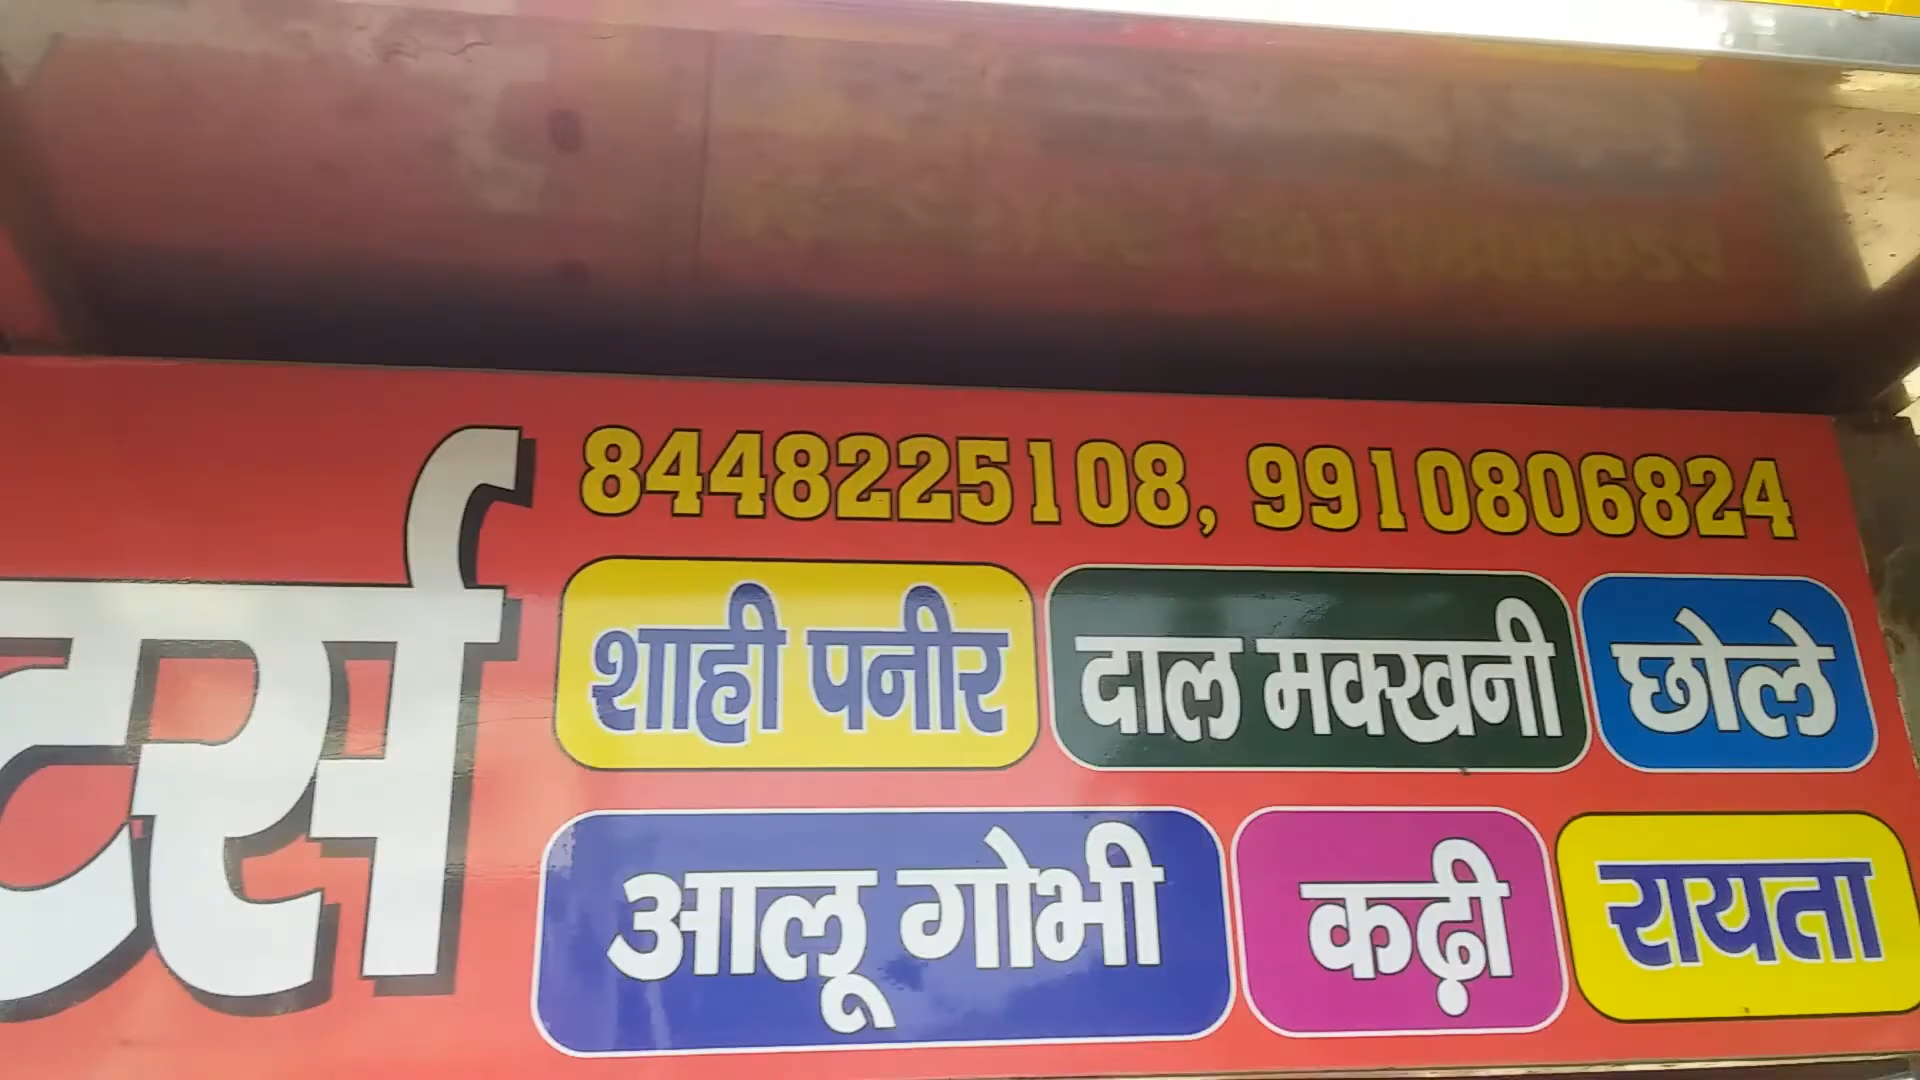 8448225108, 9910806824
शाही पनीर दाल मक्खनी छोले
आलू गोभी कढ़ी रायता